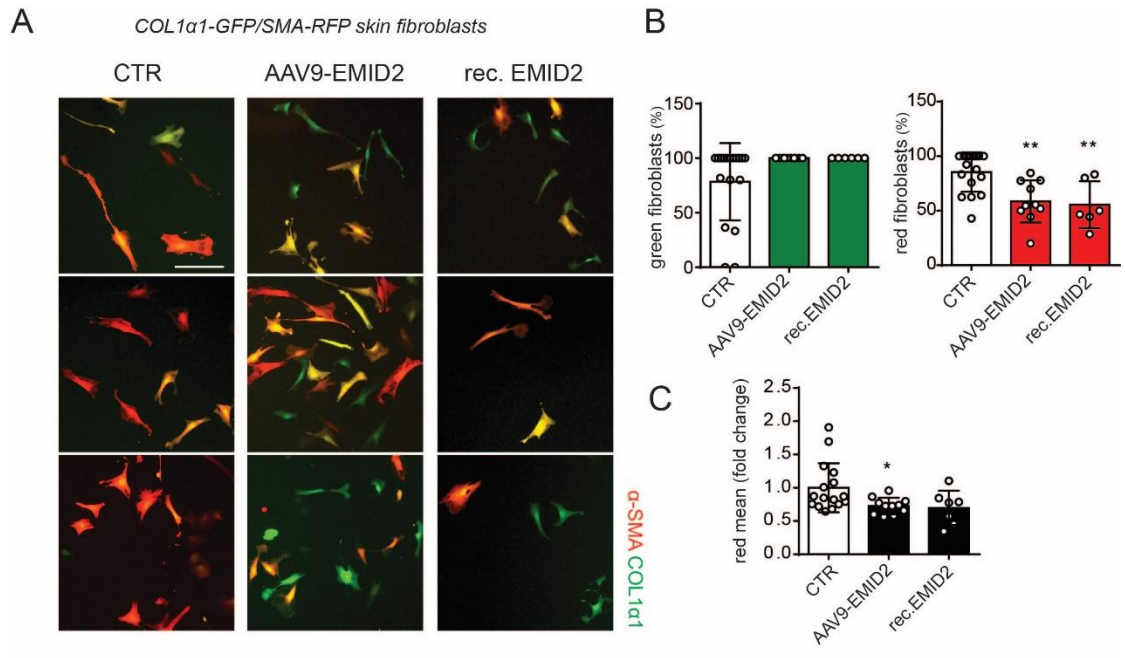 A
COL1α1-GFP/SMA-RFP skin fibroblasts
CTR
AAV9-EMID2
rec. EMID2
α-SMA COL1α1
B
green fibroblasts (%)
150
100
50
0
CTR
AAV9-EMID2
rec.EMID2
red fibroblasts (%)
150
100
50
0
**
**
CTR
AAV9-EMID2
rec.EMID2
C
red mean (fold change)
2.5
2.0
1.5
1.0
0.5
0.0
*
CTR
AAV9-EMID2
rec.EMID2